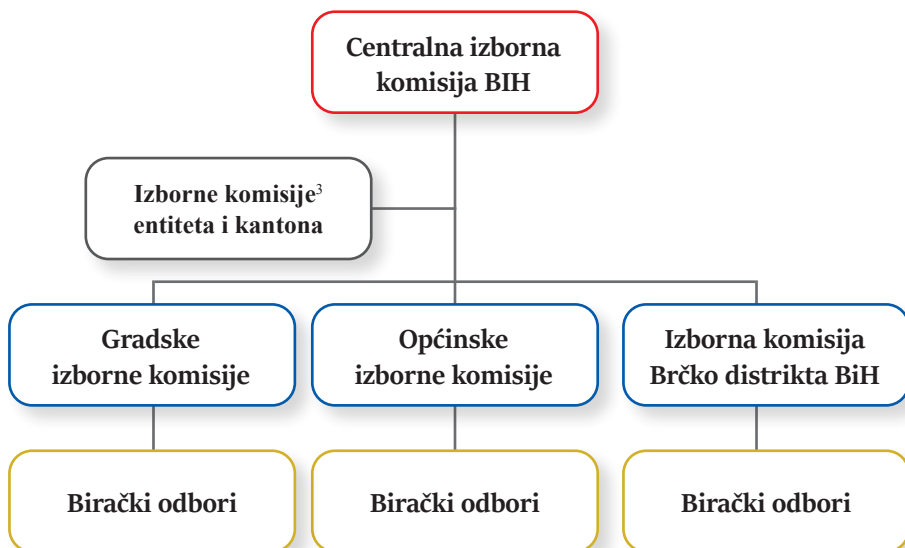 Centralna izborna
komisija BIH
Izborne komisije³
entiteta i kantona
Gradske
izborne komisije
Općinske
izborne komisije
Izborna komisija
Brčko distrikta BiH
Birački odbori
Birački odbori
Birački odbori